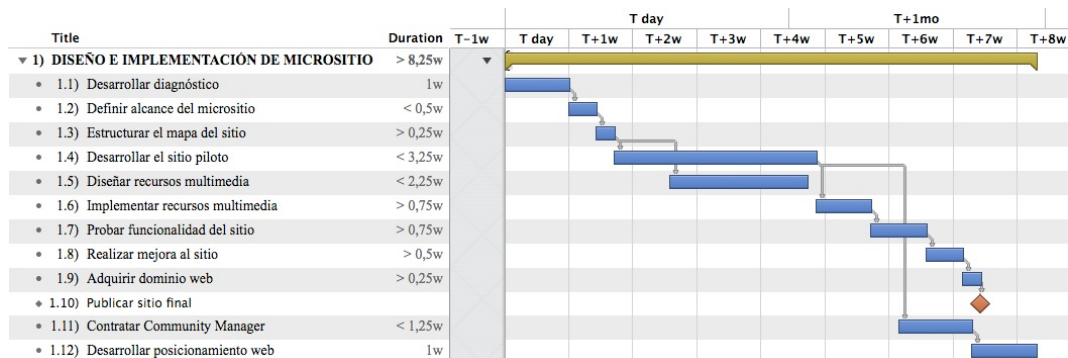 T day T+1mo
Title Duration T−1w T day T+1w T+2w T+3w T+4w T+5w T+6w T+7w T+8w
1) DISEÑO E IMPLEMENTACIÓN DE MICROSITIO > 8,25w
1.1) Desarrollar diagnóstico 1w
1.2) Definir alcance del micrositio < 0,5w
1.3) Estructurar el mapa del sitio > 0,25w
1.4) Desarrollar el sitio piloto < 3,25w
1.5) Diseñar recursos multimedia < 2,25w
1.6) Implementar recursos multimedia > 0,75w
1.7) Probar funcionalidad del sitio > 0,75w
1.8) Realizar mejora al sitio > 0,5w
1.9) Adquirir dominio web > 0,25w
1.10) Publicar sitio final
1.11) Contratar Community Manager < 1,25w
1.12) Desarrollar posicionamiento web 1w